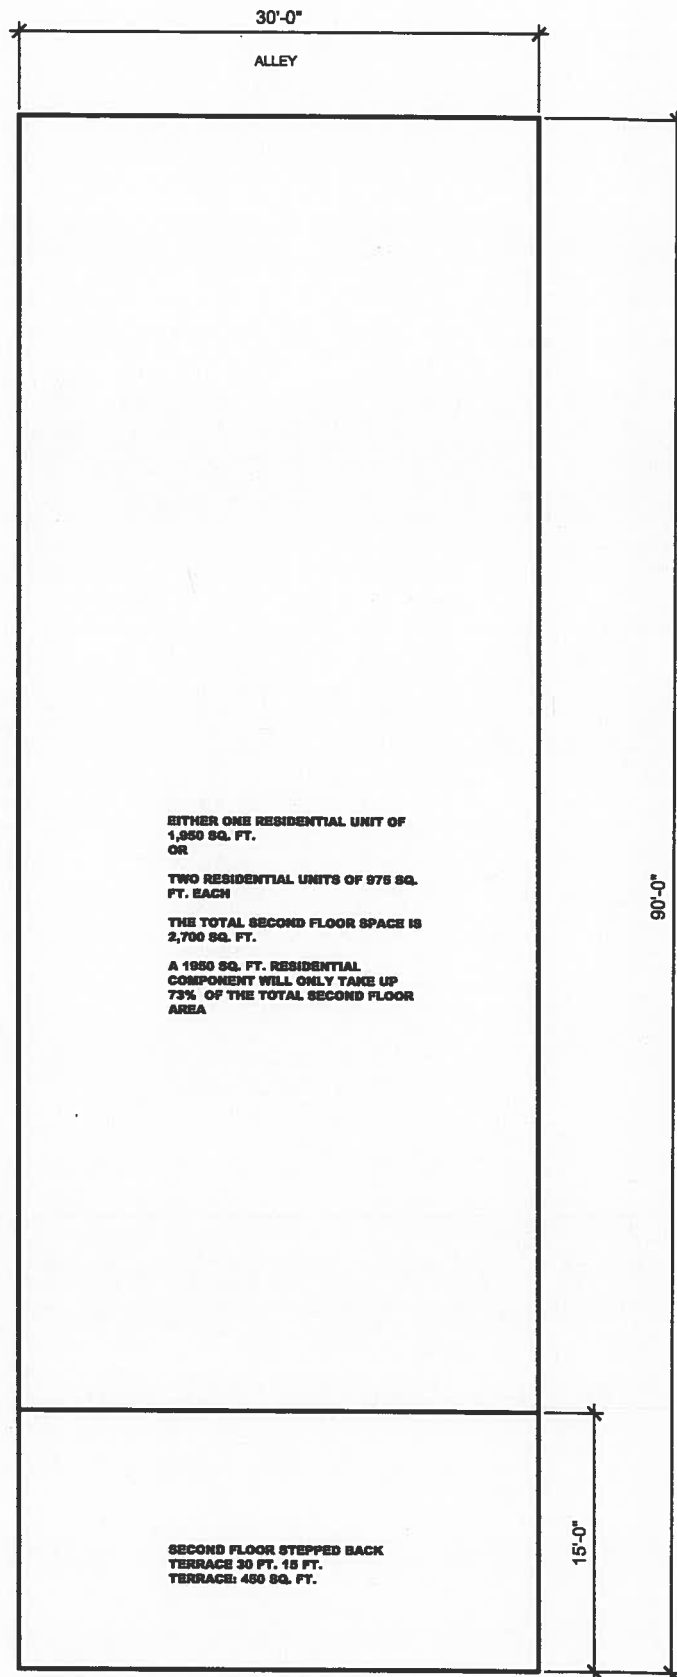 30'-0"
ALLEY
EITHER ONE RESIDENTIAL UNIT OF
1,950 SQ. FT.
OR
TWO RESIDENTIAL UNITS OF 975 SQ.
FT. EACH
THE TOTAL SECOND FLOOR SPACE IS
2,700 SQ. FT.
A 1950 SQ. FT. RESIDENTIAL
COMPONENT WILL ONLY TAKE UP
73% OF THE TOTAL SECOND FLOOR
AREA
90'-0"
15'-0"
SECOND FLOOR STEPPED BACK
TERRACE 30 FT. 15 FT.
TERRACE: 450 SQ. FT.